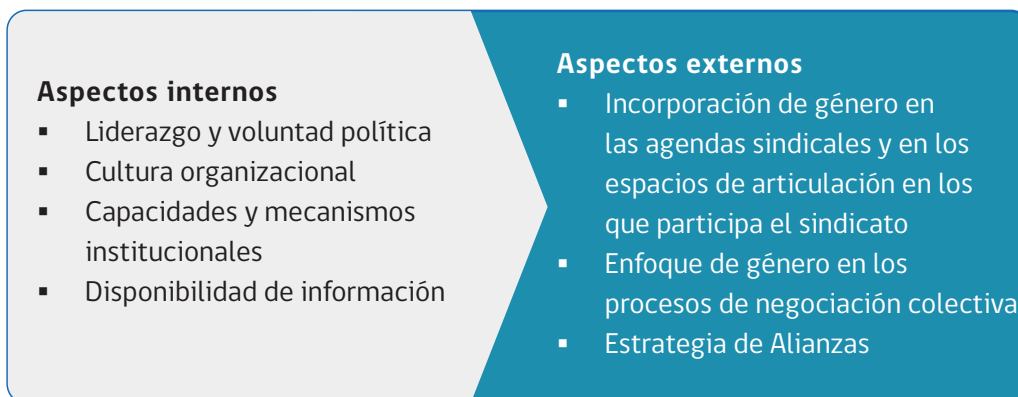 Aspectos internos
▪ Liderazgo y voluntad política
▪ Cultura organizacional
▪ Capacidades y mecanismos
institucionales
▪ Disponibilidad de información
Aspectos externos
▪ Incorporación de género en
las agendas sindicales y en los
espacios de articulación en los
que participa el sindicato
▪ Enfoque de género en los
procesos de negociación colectiva
▪ Estrategia de Alianzas